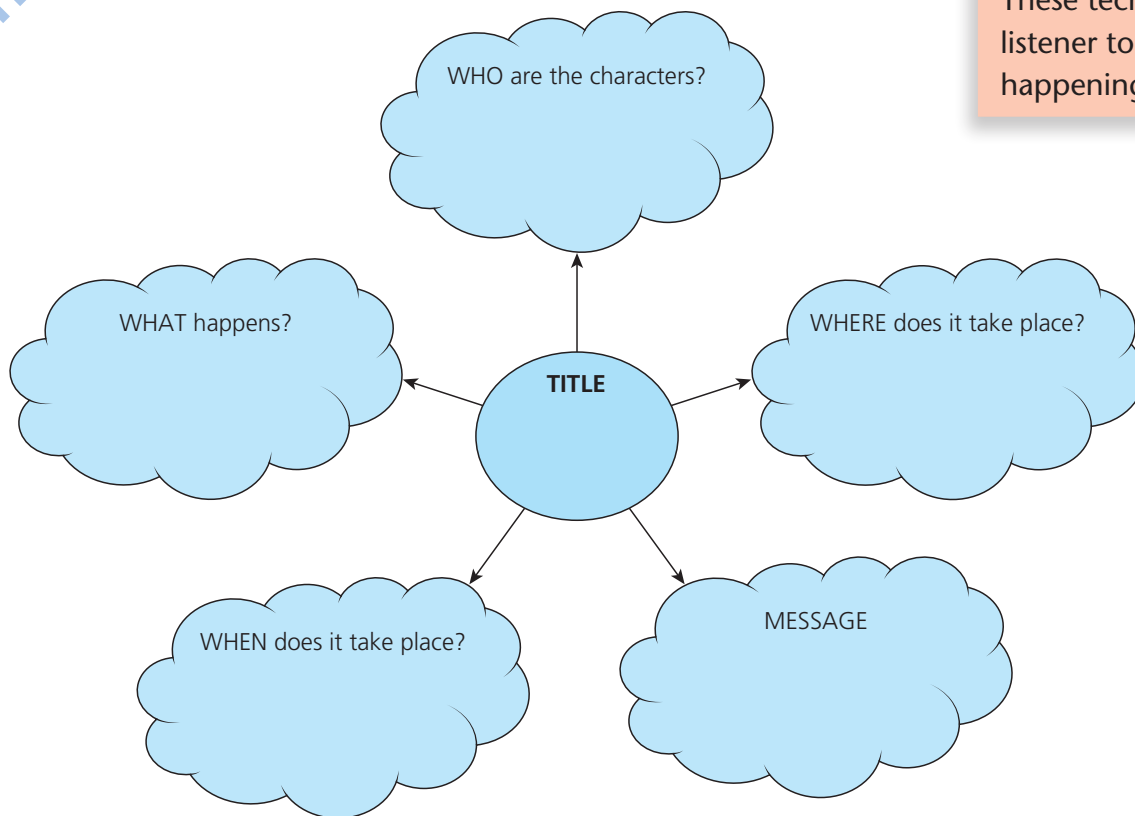 These
listener to
happening
WHO are the characters?
WHAT happens?
WHERE does it take place?
TITLE
WHEN does it take place?
MESSAGE